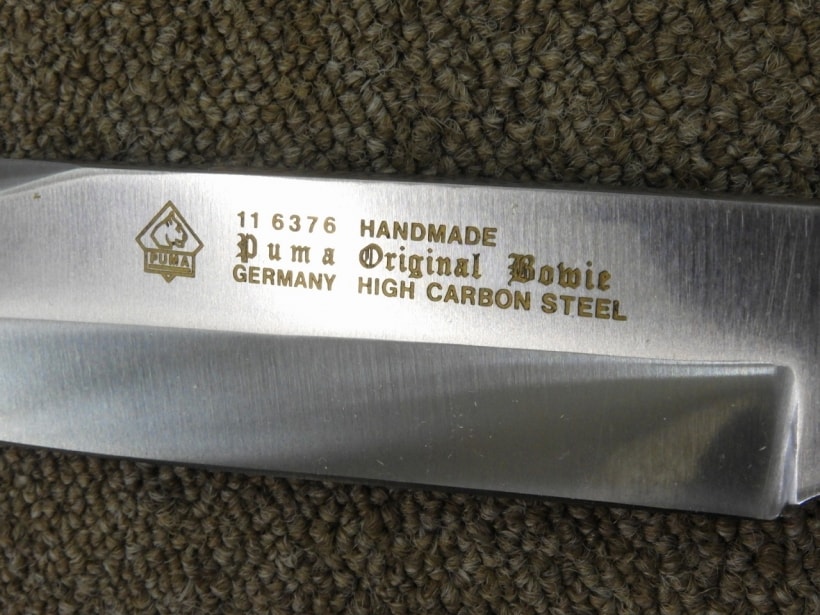 PUMA
11 6376 HANDMADE
Puma Original Bowie
GERMANY HIGH CARBON STEEL